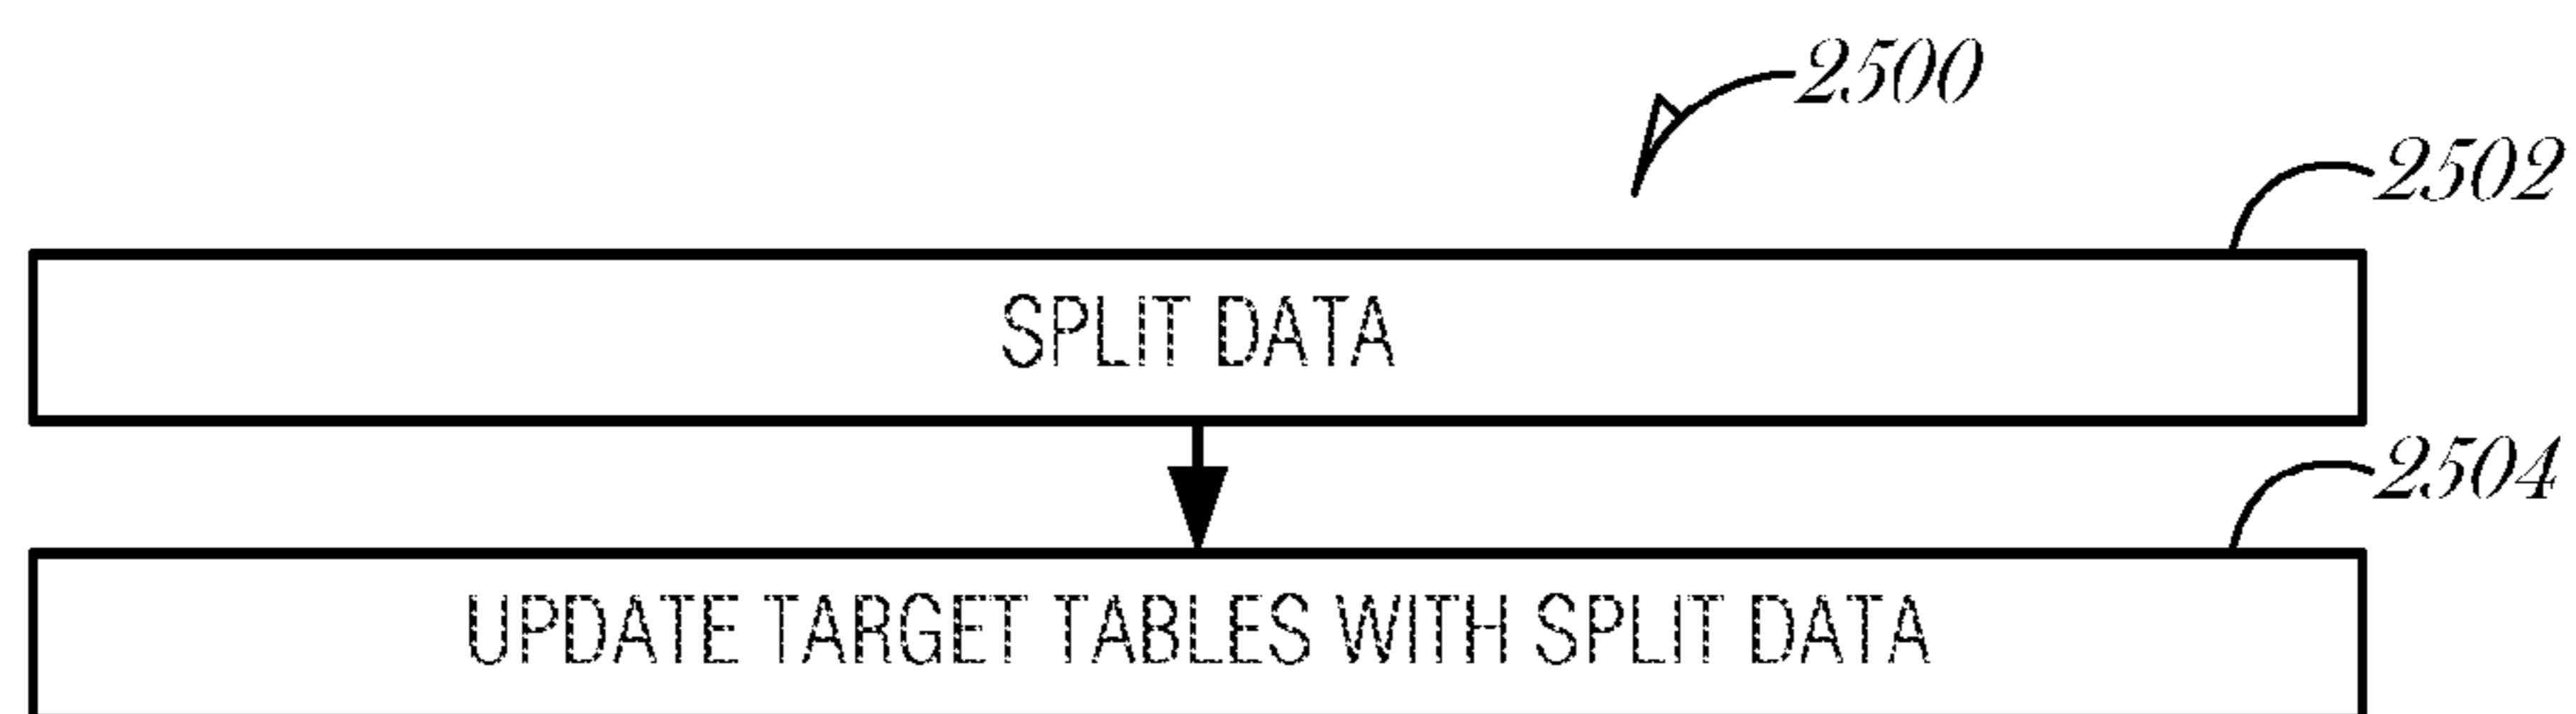 2500
2502
SPLIT DATA
2504
UPDATE TARGET TABLES WITH SPLIT DATA